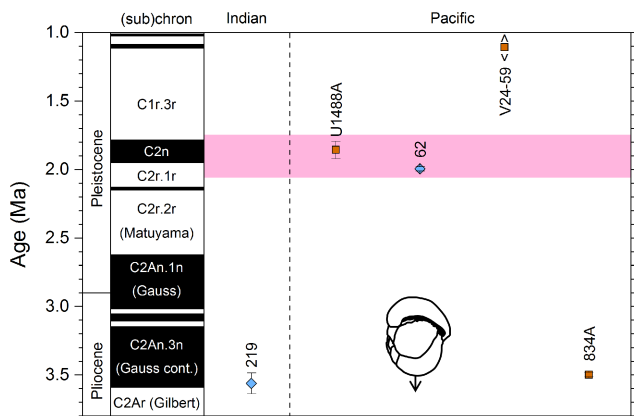 (sub)chron Indian Pacific
1.0
1.5
2.0
2.5
3.0
3.5
Age (Ma)
Pleistocene
Pliocene
C1r.3r
C2n
C2r.1r
C2r.2r
(Matuyama)
C2An.1n
(Gauss)
C2An.3n
(Gauss cont.)
C2Ar (Gilbert)
219
U1488A
62
V24-59 < >
834A